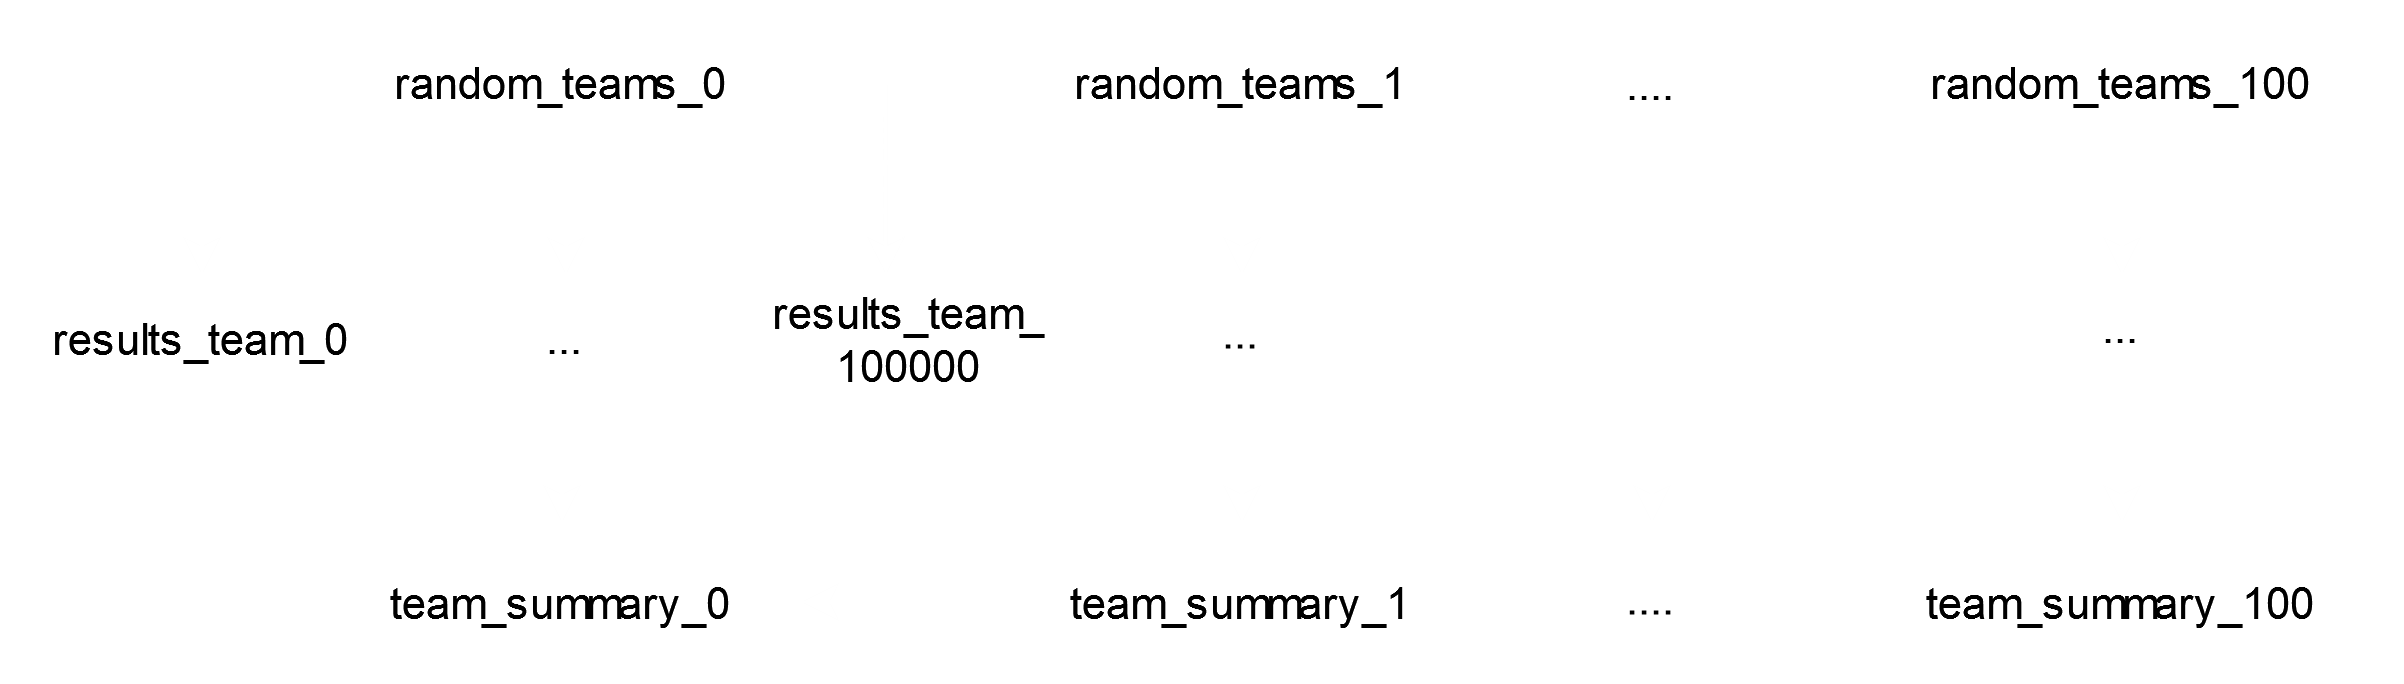 random_teams_0 random_teams_1 .... random_teams_100
results_team_0 ... results_team_ ... ...
100000
team_summary_0 team_summary_1 .... team_summary_100